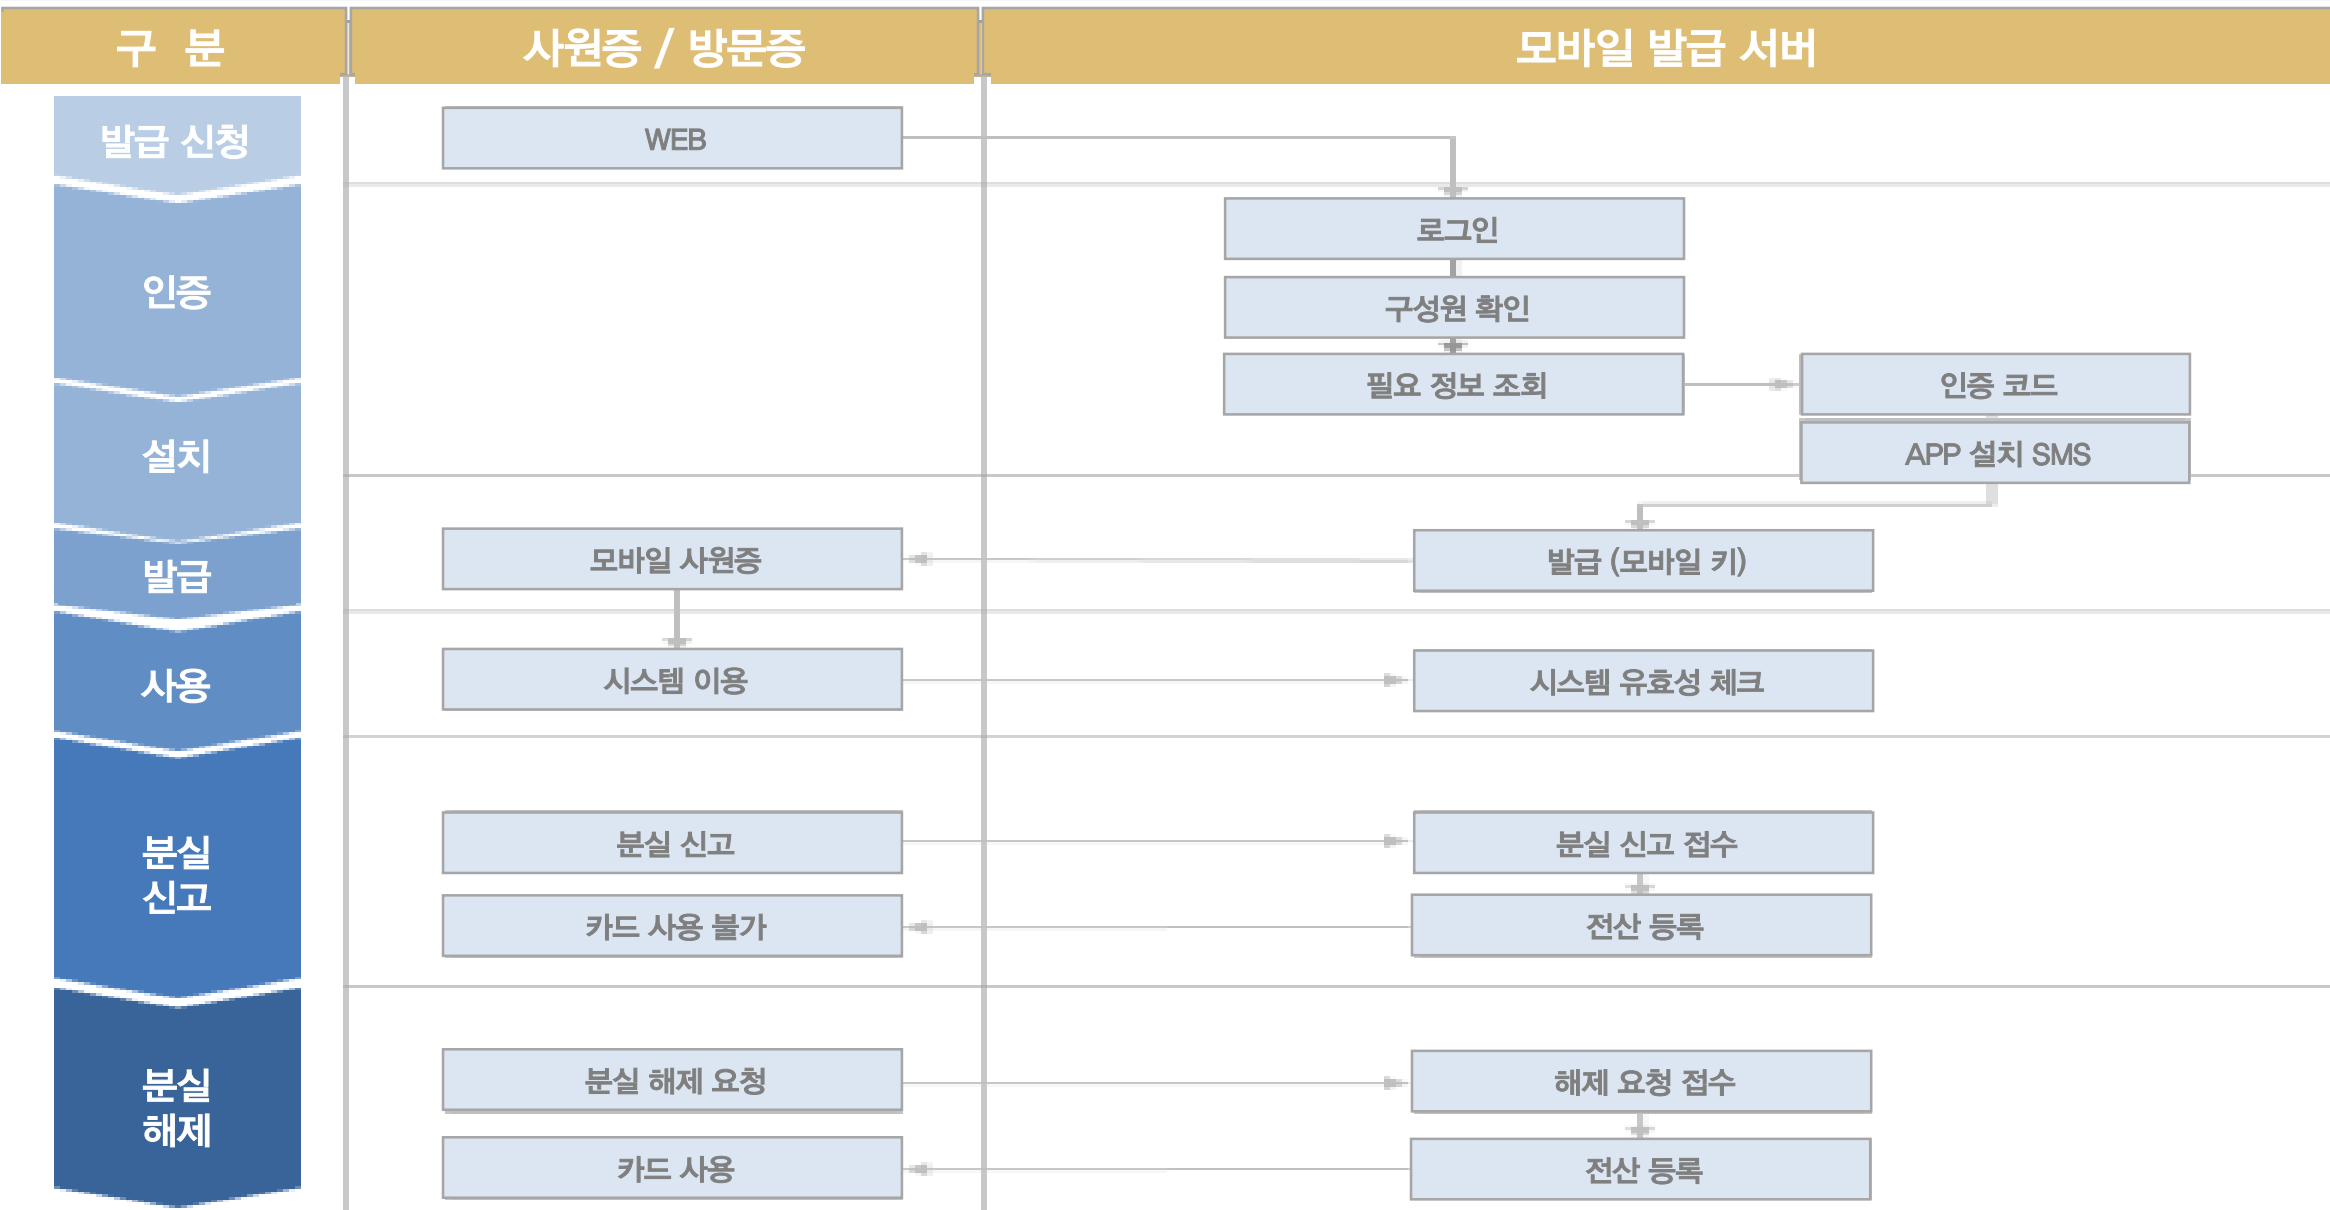 구 분
사원증 / 방문증
모바일 발급 서버
발급 신청
WEB
인증
로그인
구성원 확인
필요 정보 조회
인증 코드
설치
APP 설치 SMS
발급
모바일 사원증
발급 (모바일 키)
사용
시스템 이용
시스템 유효성 체크
분실
신고
분실 신고
분실 신고 접수
카드 사용 불가
전산 등록
분실
해제
분실 해제 요청
해제 요청 접수
카드 사용
전산 등록